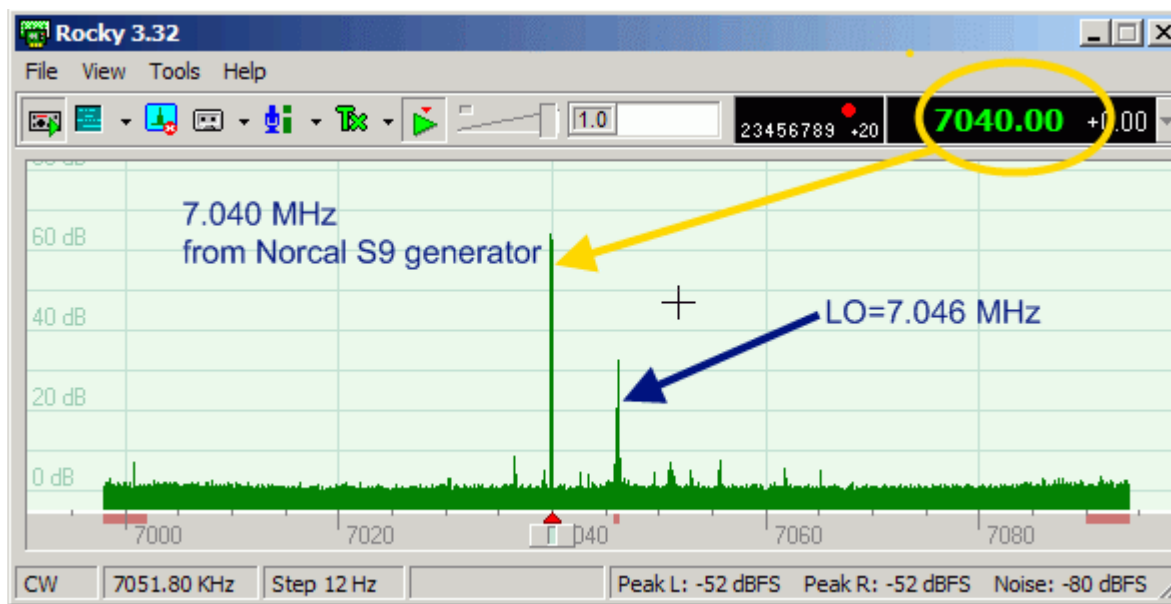 Rocky 3.32
File View Tools Help
1.0
23456789 +20
7040.00 +0.00
60 dB
7.040 MHz
from Norcal S9 generator
40 dB
LO=7.046 MHz
20 dB
0 dB
7000 7020 7060 7080
CW 7051.80 KHz Step 12 Hz Peak L: -52 dBFS Peak R: -52 dBFS Noise: -80 dBFS